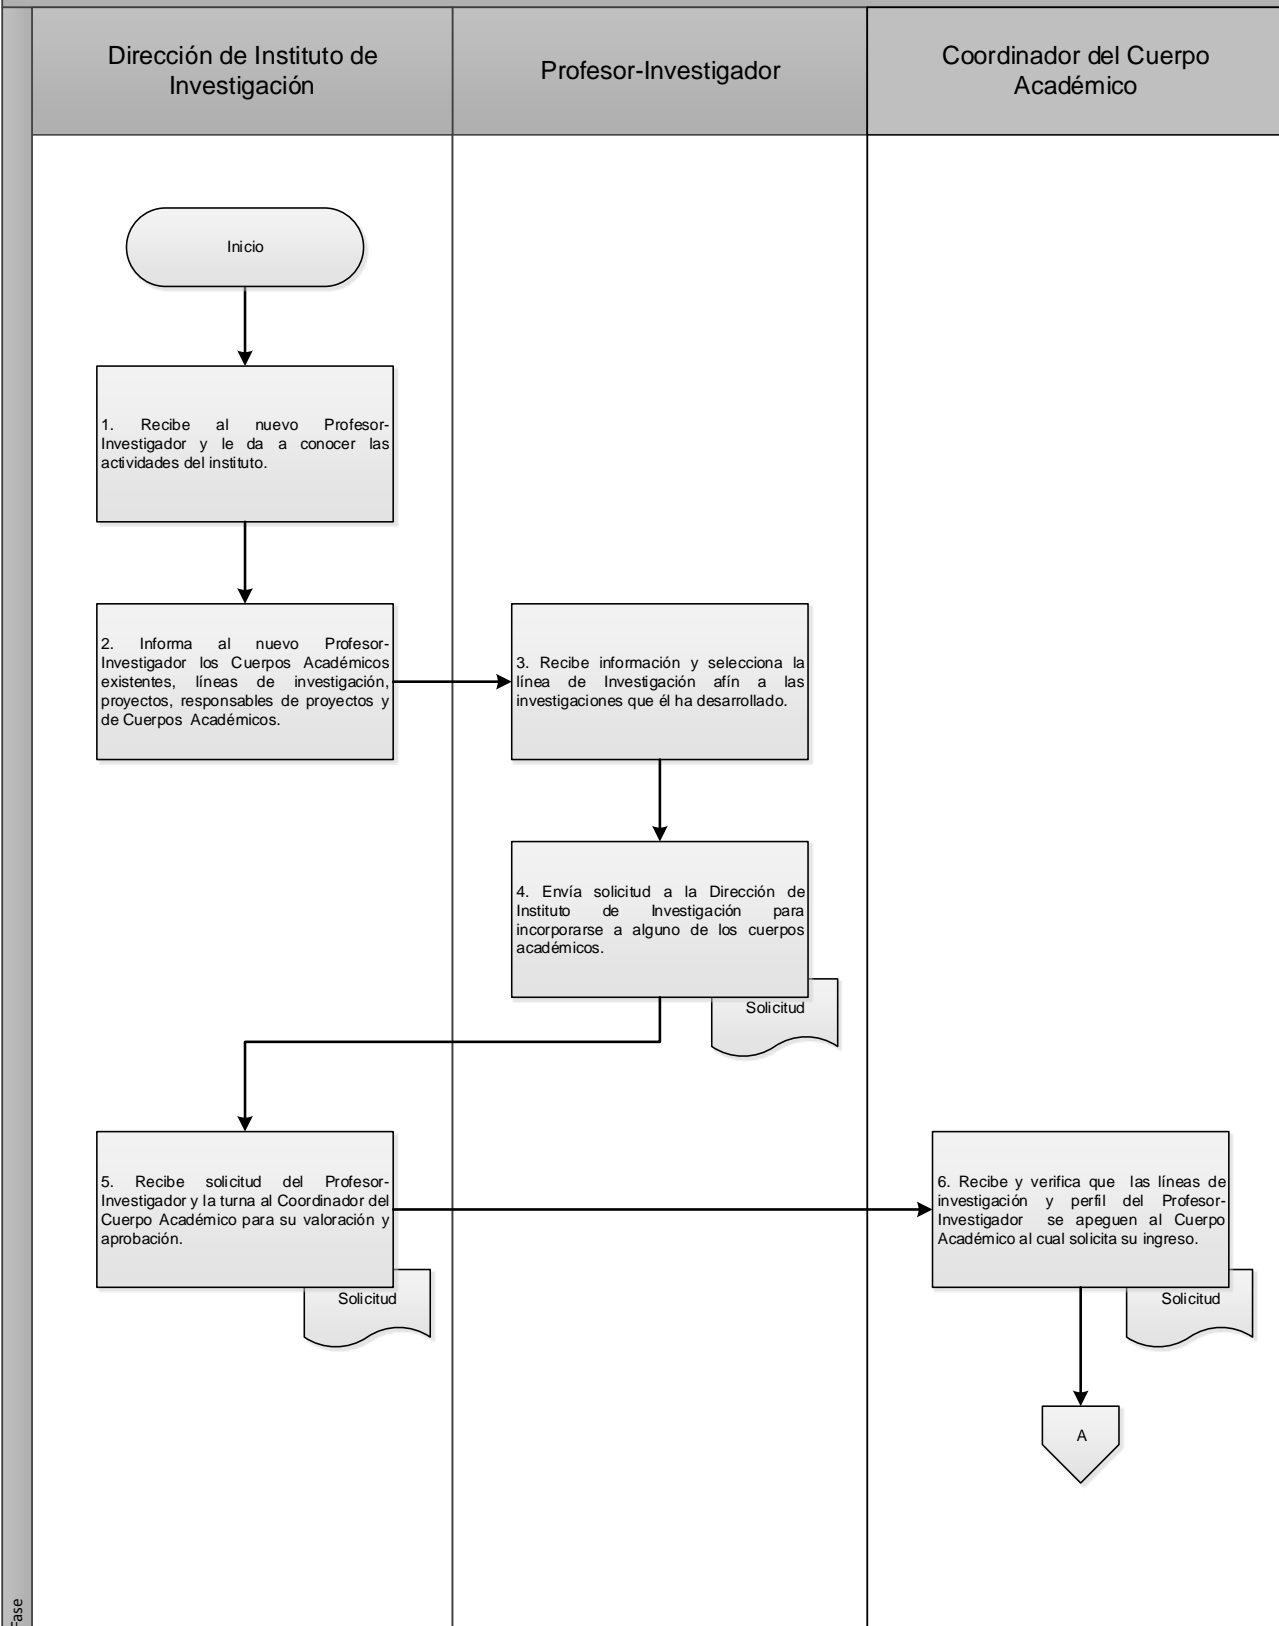 Dirección de Instituto de
Investigación
Profesor-Investigador
Coordinador del Cuerpo
Académico
Inicio
1. Recibe al nuevo Profesor-
Investigador y le da a conocer las
actividades del instituto.
2. Informa al nuevo Profesor-
Investigador los Cuerpos Académicos
existentes, líneas de investigación,
proyectos, responsables de proyectos y
de Cuerpos Académicos.
3. Recibe información y selecciona la
línea de Investigación afín a las
investigaciones que él ha desarrollado.
4. Envía solicitud a la Dirección de
Instituto de Investigación para
incorporarse a alguno de los cuerpos
académicos.
Solicitud
5. Recibe solicitud del Profesor-
Investigador y la turna al Coordinador del
Cuerpo Académico para su valoración y
aprobación.
Solicitud
6. Recibe y verifica que las líneas de
investigación y perfil del Profesor-
Investigador se apeguen al Cuerpo
Académico al cual solicita su ingreso.
Solicitud
A
Fase